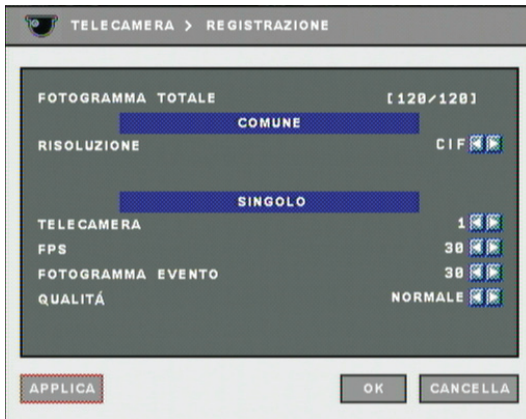 TELECAMERA > REGISTRAZIONE
FOTOGRAMMA TOTALE [120/120]
COMUNE
RISOLUZIONE CIF
SINGOLO
TELECAMERA 1
FPS 30
FOTOGRAMMA EVENTO 30
QUALITÁ NORMALE
APPLICA OK CANCELLA